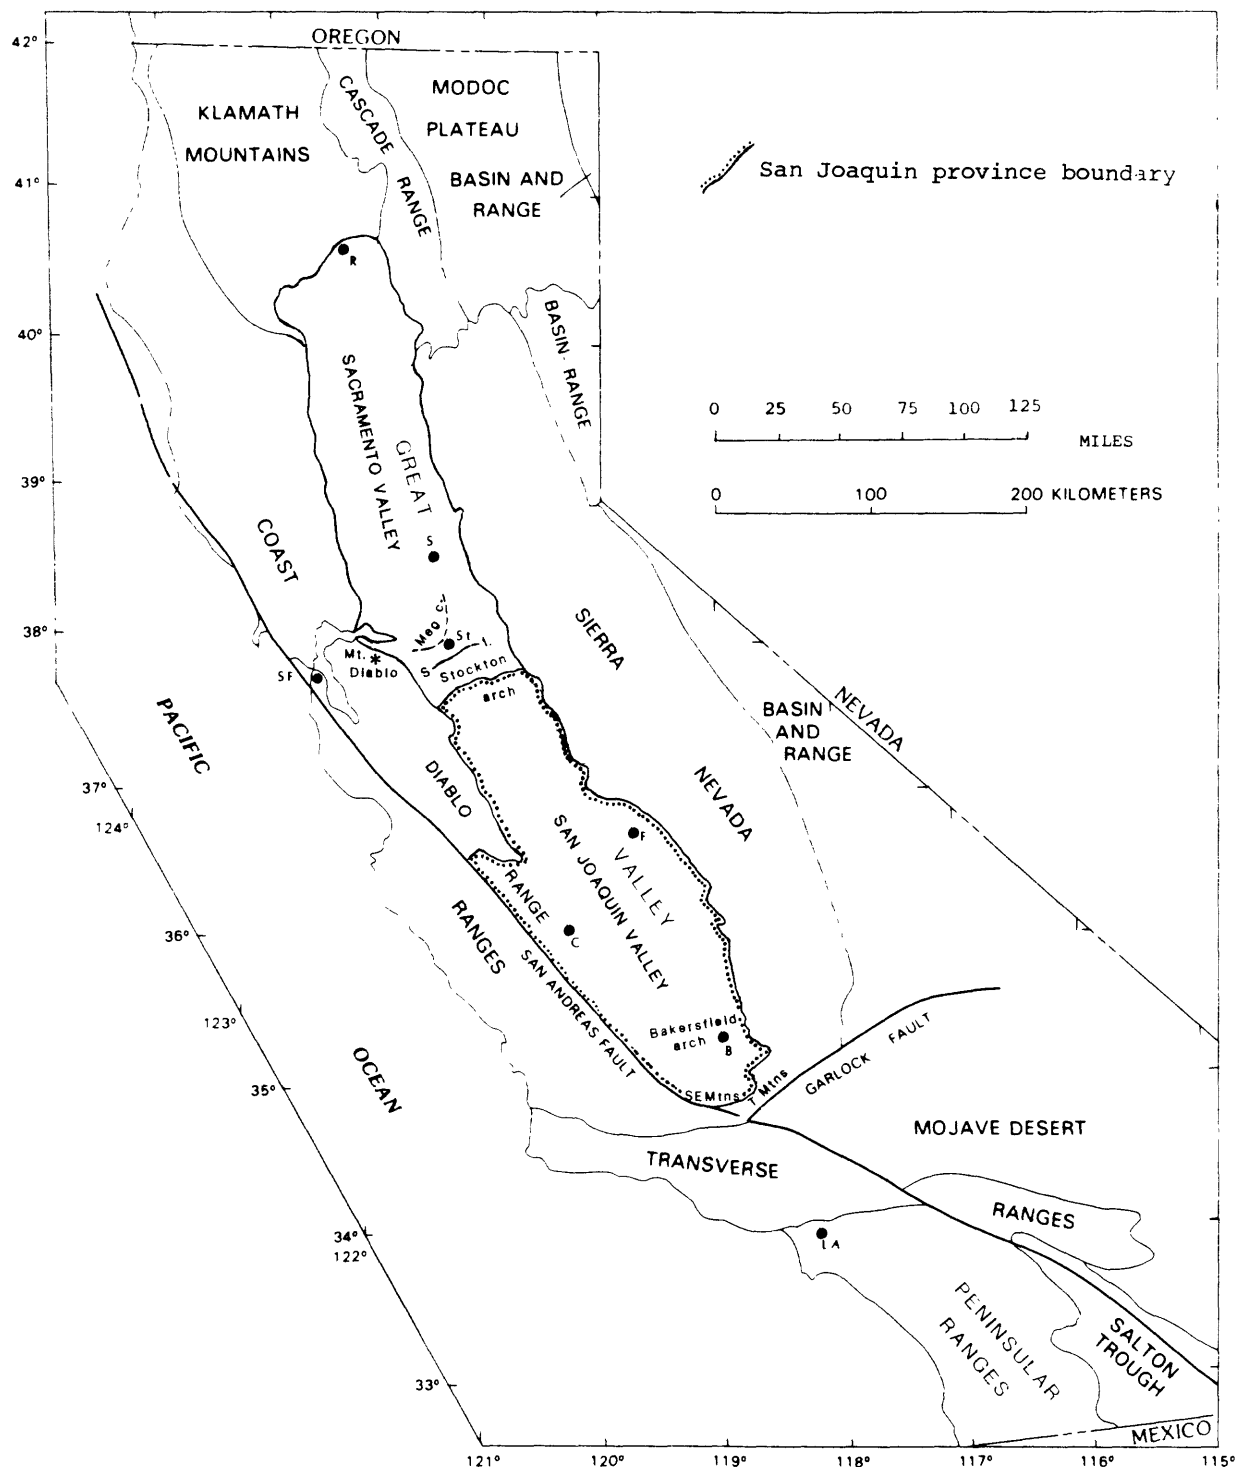 42°
OREGON
KLAMATH
MOUNTAINS
CASCADE
RANGE
MODOC
PLATEAU
BASIN AND
RANGE
San Joaquin province boundary
41°
R
40°
BASIN-RANGE
SACRAMENTO VALLEY
GREAT
0 25 50 75 100 125
MILES
0 100 200 KILOMETERS
39°
COAST
S
38°
Mt.
Diablo
SF
St.
S f.
Stockton
arch
SIERRA
NEVADA
PACIFIC
BASIN
AND
RANGE
NEVADA
37°
124°
DIABLO
RANGE
F
VALLEY
SAN JOAQUIN VALLEY
RANGES
C
SAN ANDREAS FAULT
36°
123°
Bakersfield
arch
B
SEMtns
T Mtns
GARLOCK FAULT
OCEAN
35°
MOJAVE DESERT
TRANSVERSE
RANGES
34°
122°
LA
PENINSULAR
RANGES
SALTON
TROUGH
33°
MEXICO
121° 120° 119° 118° 117° 116° 115°